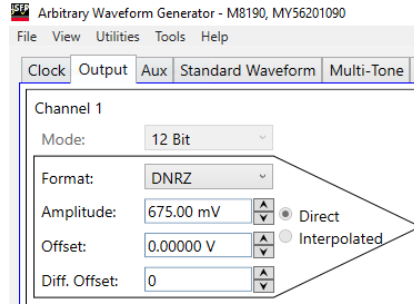 Arbitrary Waveform Generator - M8190, MY56201090
File View Utilities Tools Help
Clock Output Aux Standard Waveform Multi-Tone
Channel 1
Mode: 12 Bit
Format: DNRZ
Amplitude: 675.00 mV Direct
Offset: 0.00000 V Interpolated
Diff. Offset: 0